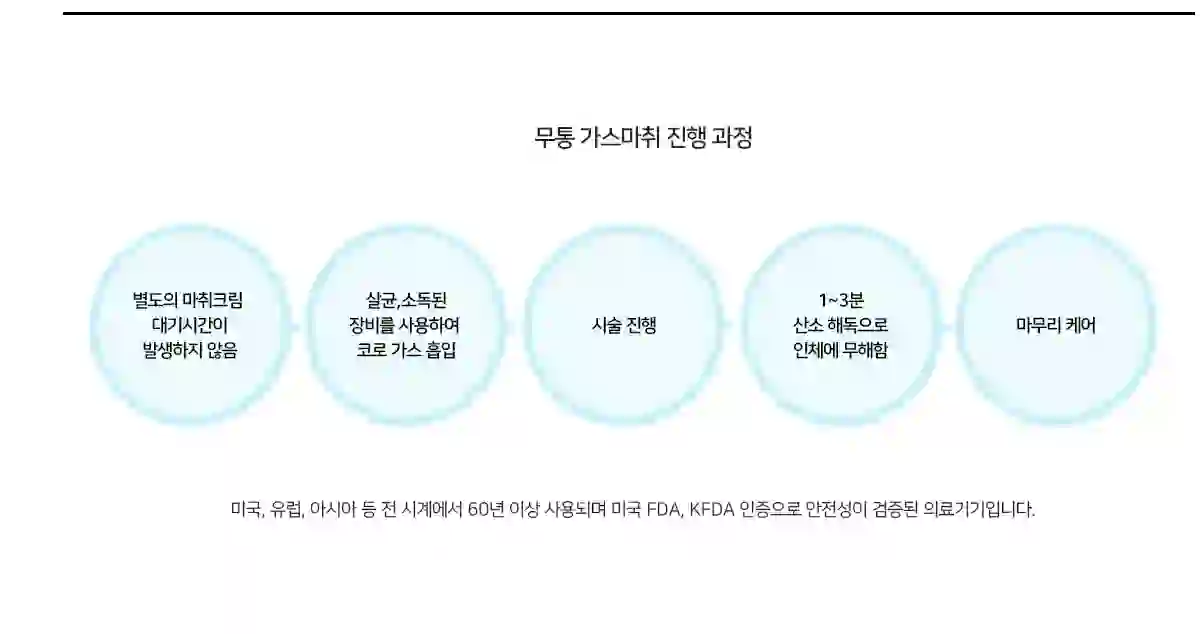 무통 가스마취 진행 과정
별도의 마취크림
대기시간이
발생하지 않음
살균,소독된
장비를 사용하여
코로 가스 흡입
시술 진행
1~3분
산소 해독으로
인체에 무해함
마무리 케어
미국, 유럽, 아시아 등 전 시계에서 60년 이상 사용되며 미국 FDA, KFDA 인증으로 안전성이 검증된 의료기기입니다.